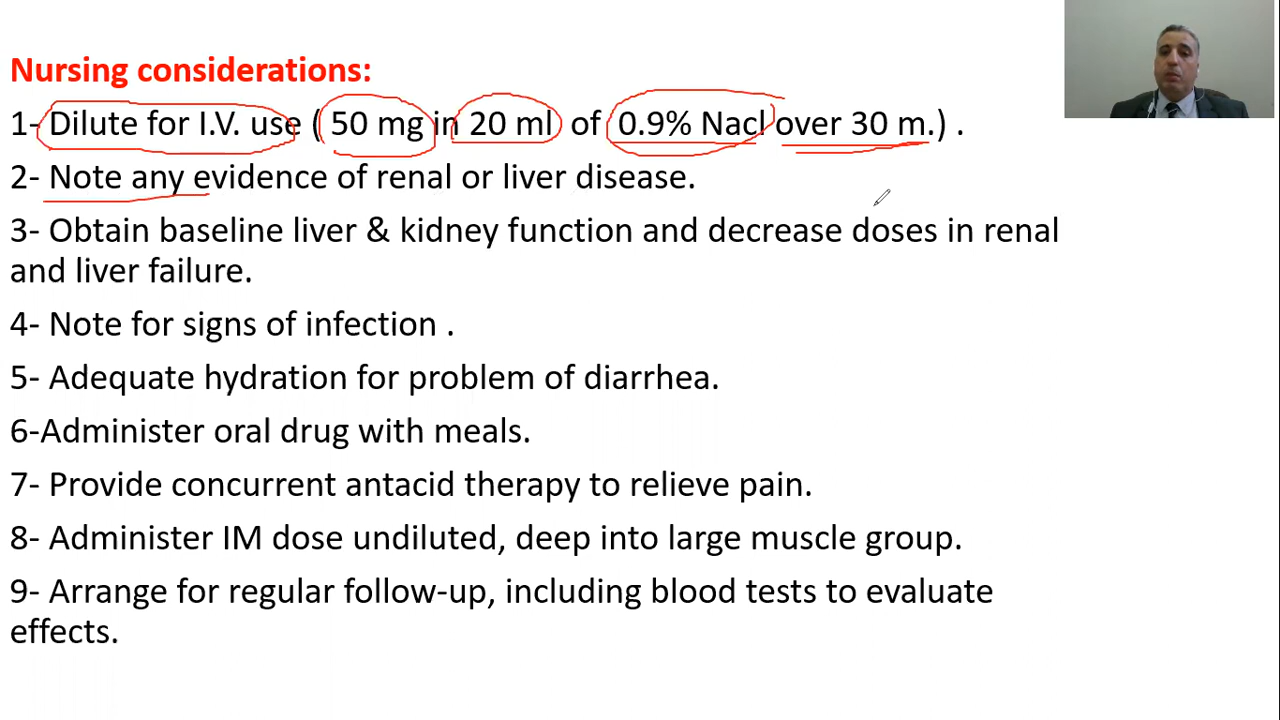 Nursing considerations:
1- Dilute for I.V. use ( 50 mg in 20 ml of 0.9% Nacl over 30 m.) .
2- Note any evidence of renal or liver disease.
3- Obtain baseline liver & kidney function and decrease doses in renal
and liver failure.
4- Note for signs of infection .
5- Adequate hydration for problem of diarrhea.
6-Administer oral drug with meals.
7- Provide concurrent antacid therapy to relieve pain.
8- Administer IM dose undiluted, deep into large muscle group.
9- Arrange for regular follow-up, including blood tests to evaluate
effects.